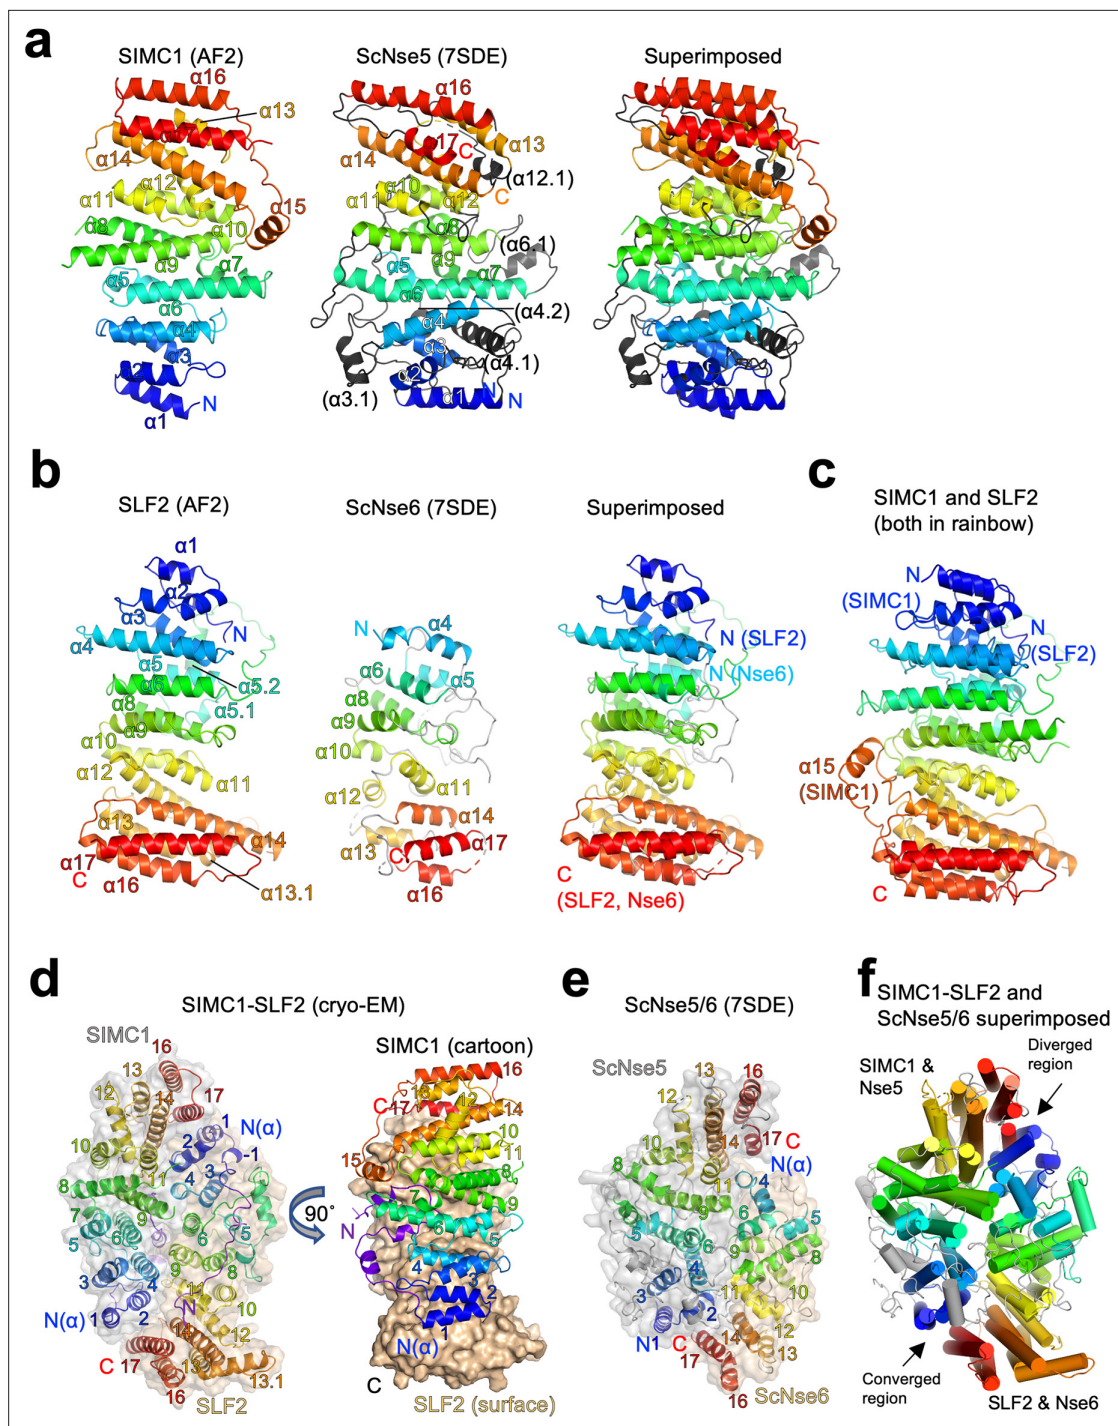 a
SIMC1 (AF2)
α16
α13
α14
α12
α11
α15
α8
α10
α9
α7
α5
α6
α4
α3
α2
N
α1
ScNse5 (7SDE)
α16
α17
C
α13
α14
(α12.1)
α10
α11
α12
C
α8
(α6.1)
α9
α5
α7
α6
(α4.2)
α4
α3
(α4.1)
α2
(α3.1)
α1
N
N
Superimposed
b
SLF2 (AF2)
α1
α2
α3
N
α4
α5
α6
α5.2
α5.1
α8
α9
α10
α12
α11
α13
α14
α17
C
α16
α13.1
ScNse6 (7SDE)
N
α4
α6
α5
α8
α9
α10
α11
α12
α14
α13
C
α17
α16
Superimposed
N (SLF2)
N (Nse6)
C
(SLF2, Nse6)
c
SIMC1 and SLF2
(both in rainbow)
N
(SIMC1)
N
(SLF2)
α15
(SIMC1)
C
d
SIMC1-SLF2 (cryo-EM)
SIMC1
16
13
12
14
17
1
N(α)
2
-1
10
3
11
4
8
9
7
6
6
5
5
9
8
3
4
11
N
10
N(α)
1
2
14
12
C
17
13
13.1
16
SLF2
90°
SIMC1 (cartoon)
16
13
12
C
17
14
10
11
15
8
7
9
N
6
5
4
3
2
1
N(α)
C
SLF2 (surface)
e
ScNse5/6 (7SDE)
ScNse5
13
16
12
10
14
17
C
8
11
N(α)
9
4
6
6
5
5
9
8
3
4
11
2
10
N
1
12
C
14
17
13
16
ScNse6
f
SIMC1-SLF2 and
ScNse5/6 superimposed
SIMC1 &
Nse5
Diverged
region
Converged
region
SLF2 & Nse6